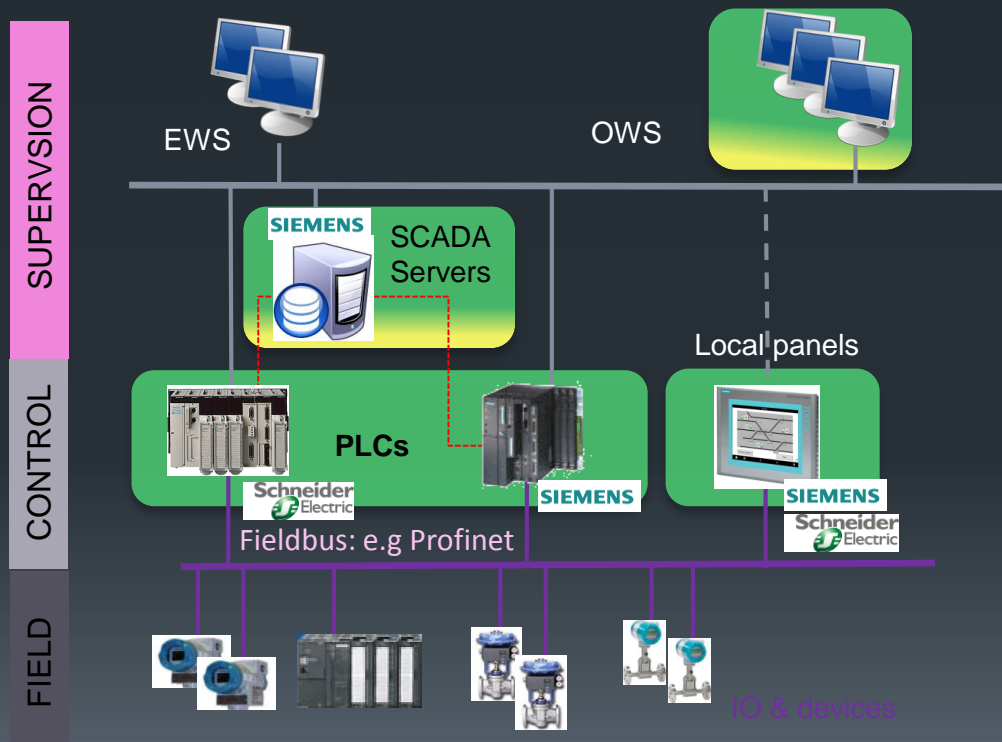 SUPERVSION
EWS
OWS
SIEMENS
SCADA
Servers
Local panels
CONTROL
PLCs
Schneider
Electric
SIEMENS
SIEMENS
Schneider
Electric
Fieldbus: e.g Profinet
FIELD
IO & devices